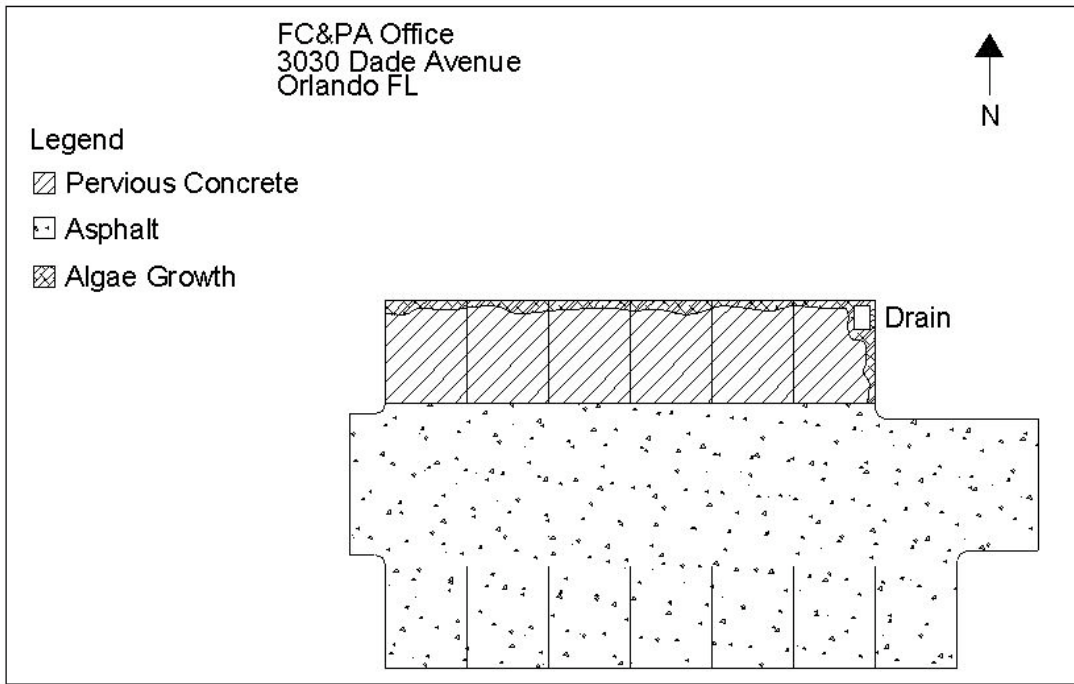 FC&PA Office
3030 Dade Avenue
Orlando FL
N
Legend
Pervious Concrete
Asphalt
Algae Growth
Drain